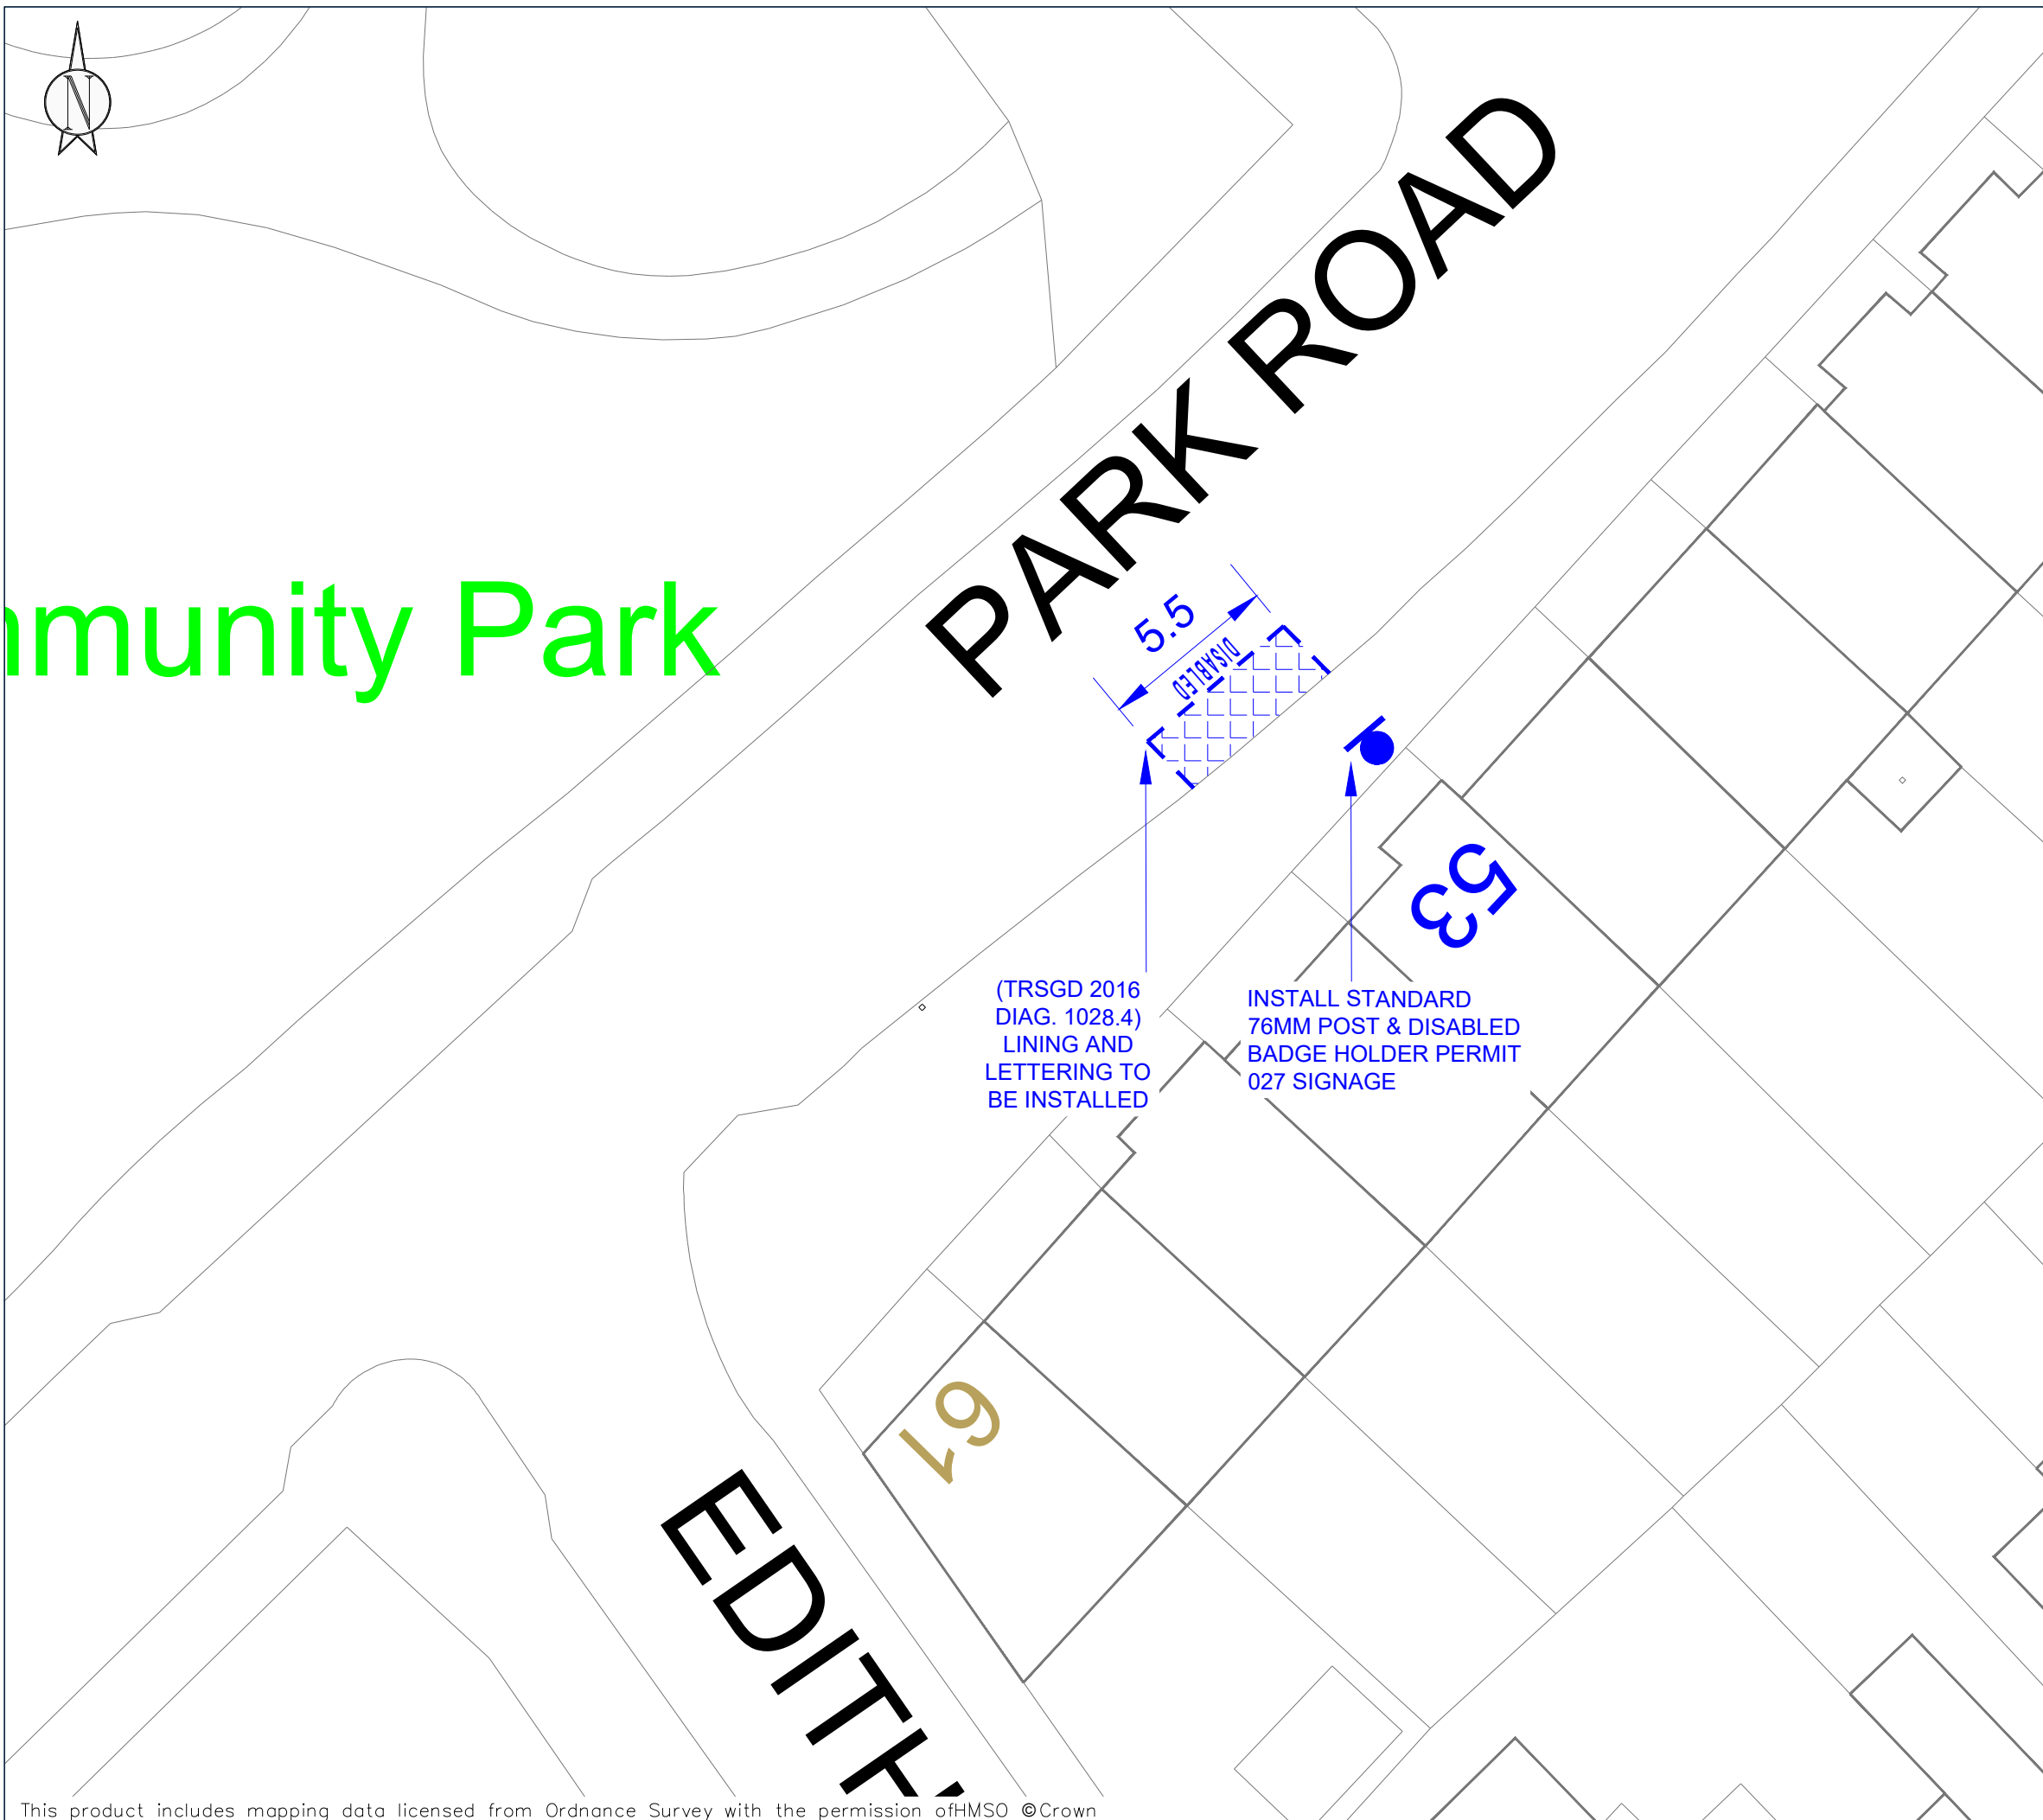 N
PARK ROAD
munity Park
5.5
DISABLED
53
(TRSGD 2016
DIAG. 1028.4)
LINING AND
LETTERING TO
BE INSTALLED
INSTALL STANDARD
76MM POST & DISABLED
BADGE HOLDER PERMIT
027 SIGNAGE
61
EDITH
This product includes mapping data licensed from Ordnance Survey with the permission ofHMSO ©Crown